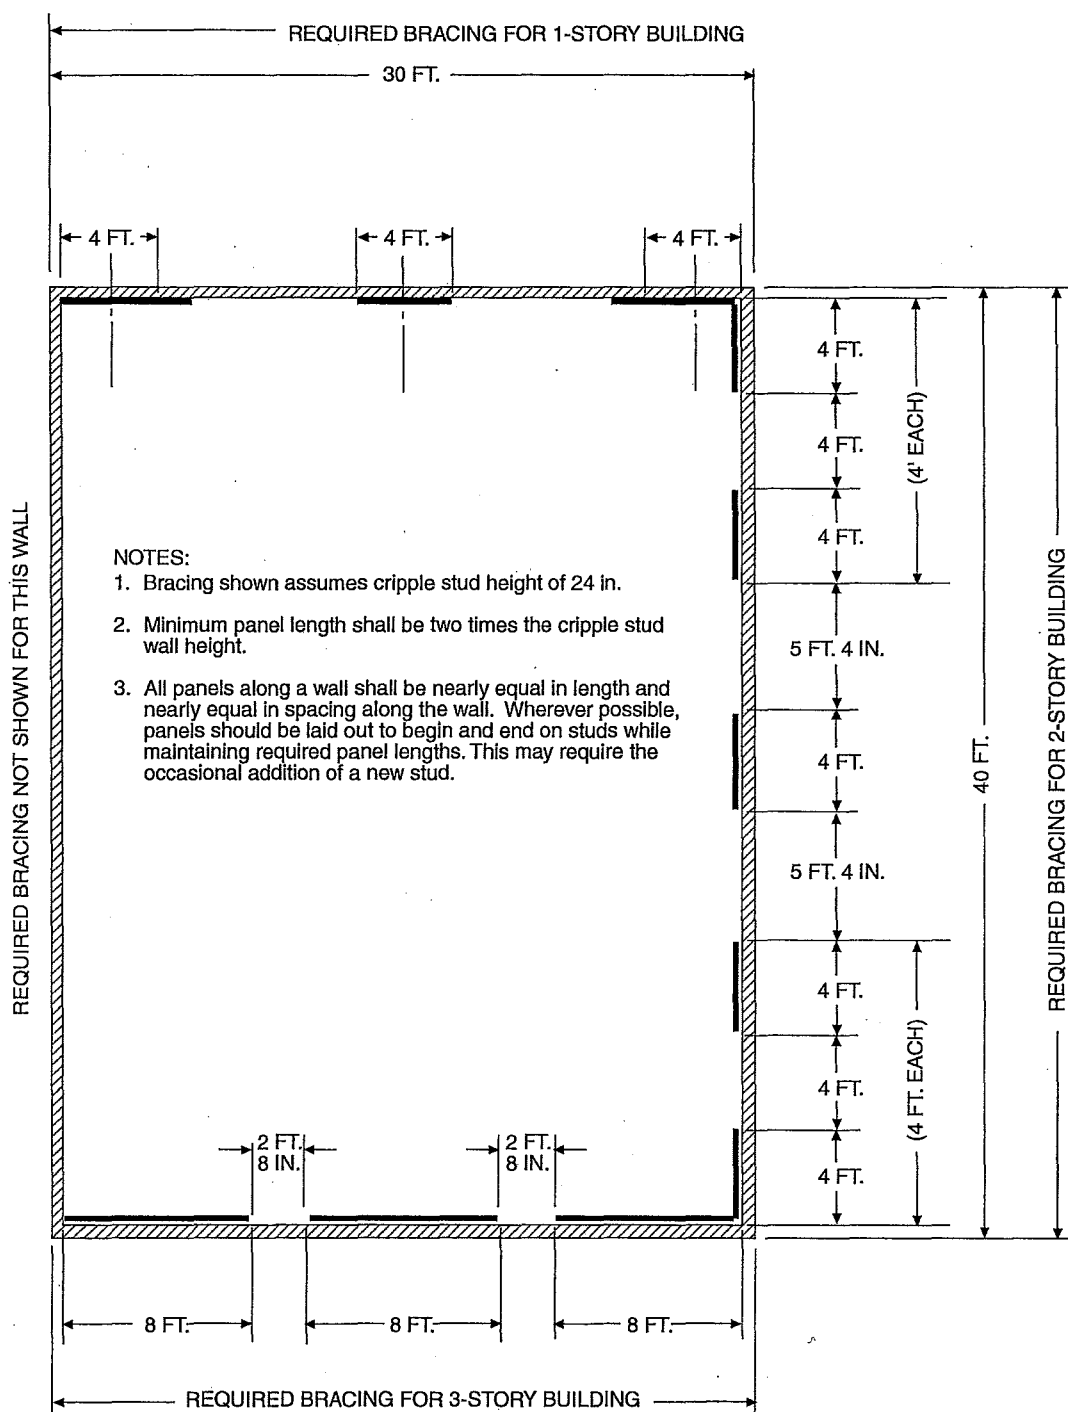 REQUIRED BRACING FOR 1-STORY BUILDING
30 FT.
4 FT.
4 FT.
4 FT.
4 FT.
4 FT.
4 FT.
(4' EACH)
5 FT. 4 IN.
4 FT.
5 FT. 4 IN.
4 FT.
4 FT.
4 FT.
(4 FT. EACH)
40 FT.
REQUIRED BRACING FOR 2-STORY BUILDING
REQUIRED BRACING NOT SHOWN FOR THIS WALL
NOTES:
1. Bracing shown assumes cripple stud height of 24 in.
2. Minimum panel length shall be two times the cripple stud
wall height.
3. All panels along a wall shall be nearly equal in length and
nearly equal in spacing along the wall. Wherever possible,
panels should be laid out to begin and end on studs while
maintaining required panel lengths. This may require the
occasional addition of a new stud.
2 FT.
8 IN.
2 FT.
8 IN.
8 FT.
8 FT.
8 FT.
REQUIRED BRACING FOR 3-STORY BUILDING